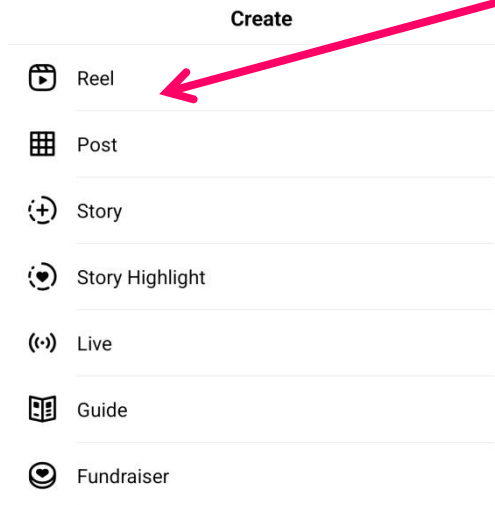 Create
Reel
Post
Story
Story Highlight
Live
Guide
Fundraiser